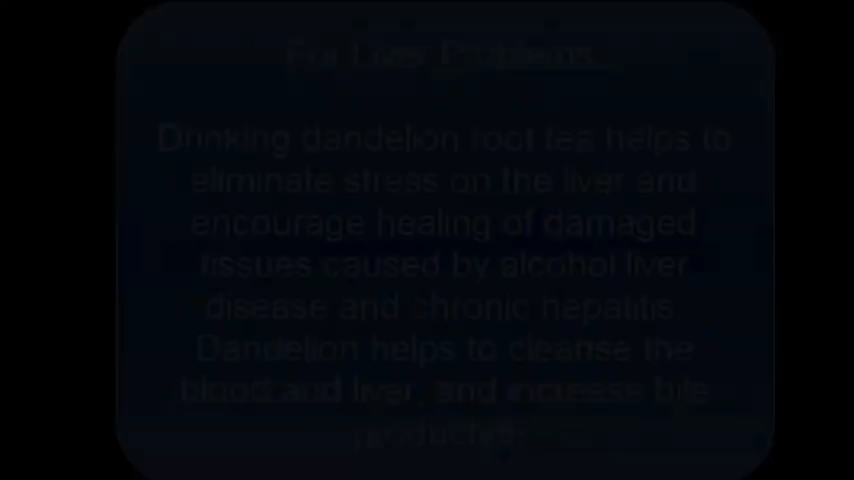 For Liver Problems...
Drinking dandelion root tea helps to
eliminate stress on the liver and
encourage healing of damaged
tissues caused by alcohol liver
disease and chronic hepatitis.
Dandelion helps to cleanse the
blood and liver, and increase bile
production.